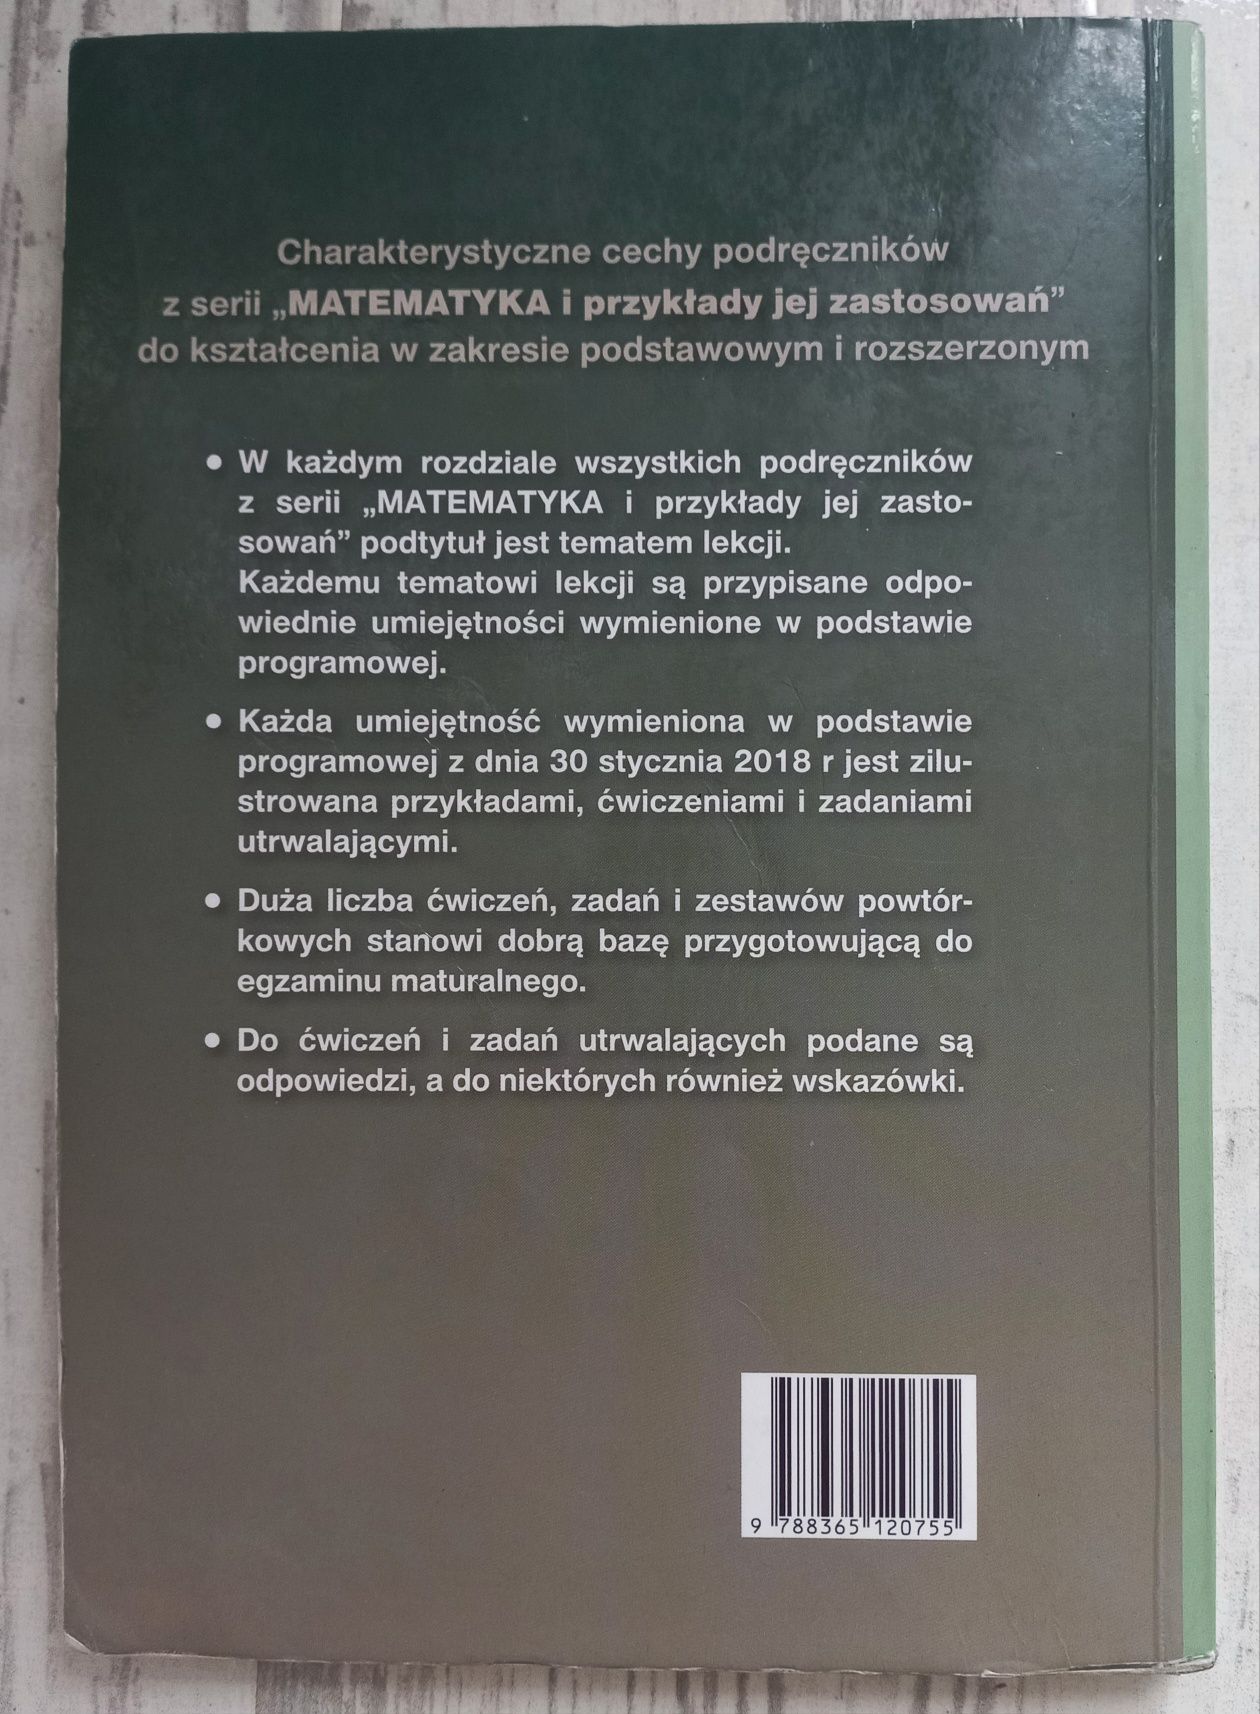 Charakterystyczne cechy podręczników
z serii „MATEMATYKA i przykłady jej zastosowań”
do kształcenia w zakresie podstawowym i rozszerzonym
• W każdym rozdziale wszystkich podręczników
z serii „MATEMATYKA i przykłady jej zasto-
sowań” podtytuł jest tematem lekcji.
Każdemu tematowi lekcji są przypisane odpo-
wiednie umiejętności wymienione w podstawie
programowej.
• Każda umiejętność wymieniona w podstawie
programowej z dnia 30 stycznia 2018 r jest zilu-
strowana przykładami, ćwiczeniami i zadaniami
utrwalającymi.
• Duża liczba ćwiczeń, zadań i zestawów powtór-
kowych stanowi dobrą bazę przygotowującą do
egzaminu maturalnego.
• Do ćwiczeń i zadań utrwalających podane są
odpowiedzi, a do niektórych również wskazówki.
9 788365 120755